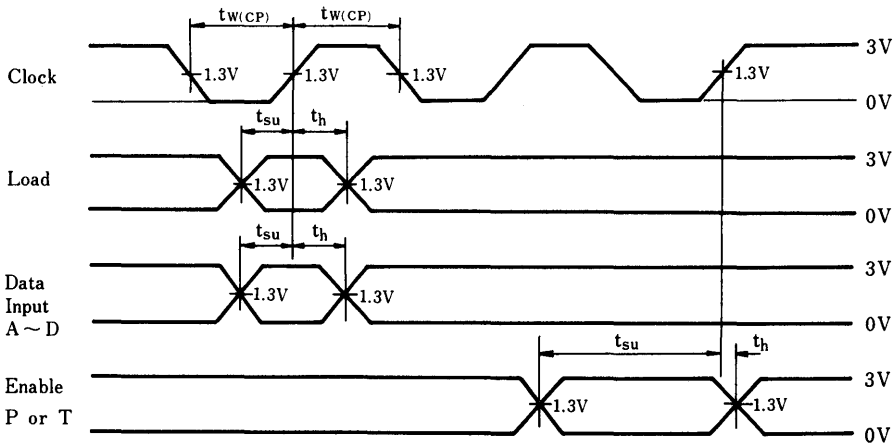 tw(CP) tw(CP)
Clock 1.3V 1.3V 1.3V 1.3V 3V
0V
tsu th
Load 1.3V 1.3V 3V
0V
tsu th
Data
Input
A ~ D 1.3V 1.3V 3V
0V
tsu th
Enable
P or T 1.3V 1.3V 3V
0V